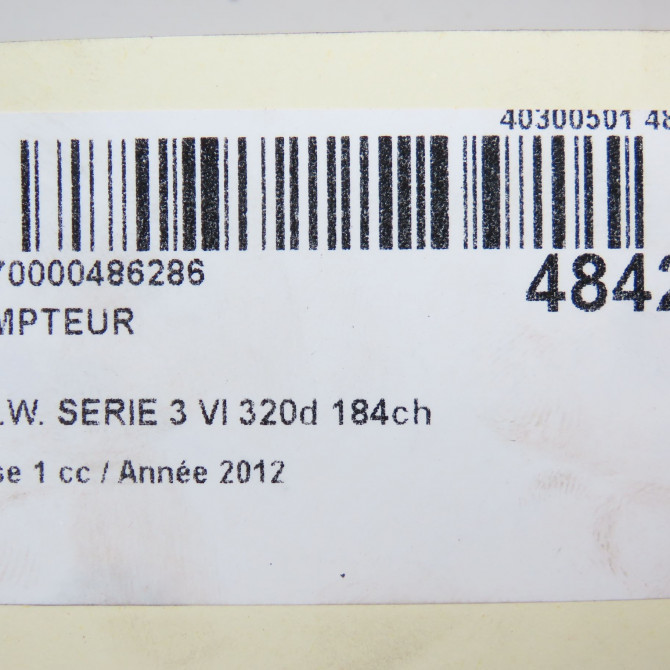 40300501 48
70000486286
4842
MPTEUR
.W. SERIE 3 VI 320d 184ch
se 1 cc / Année 2012